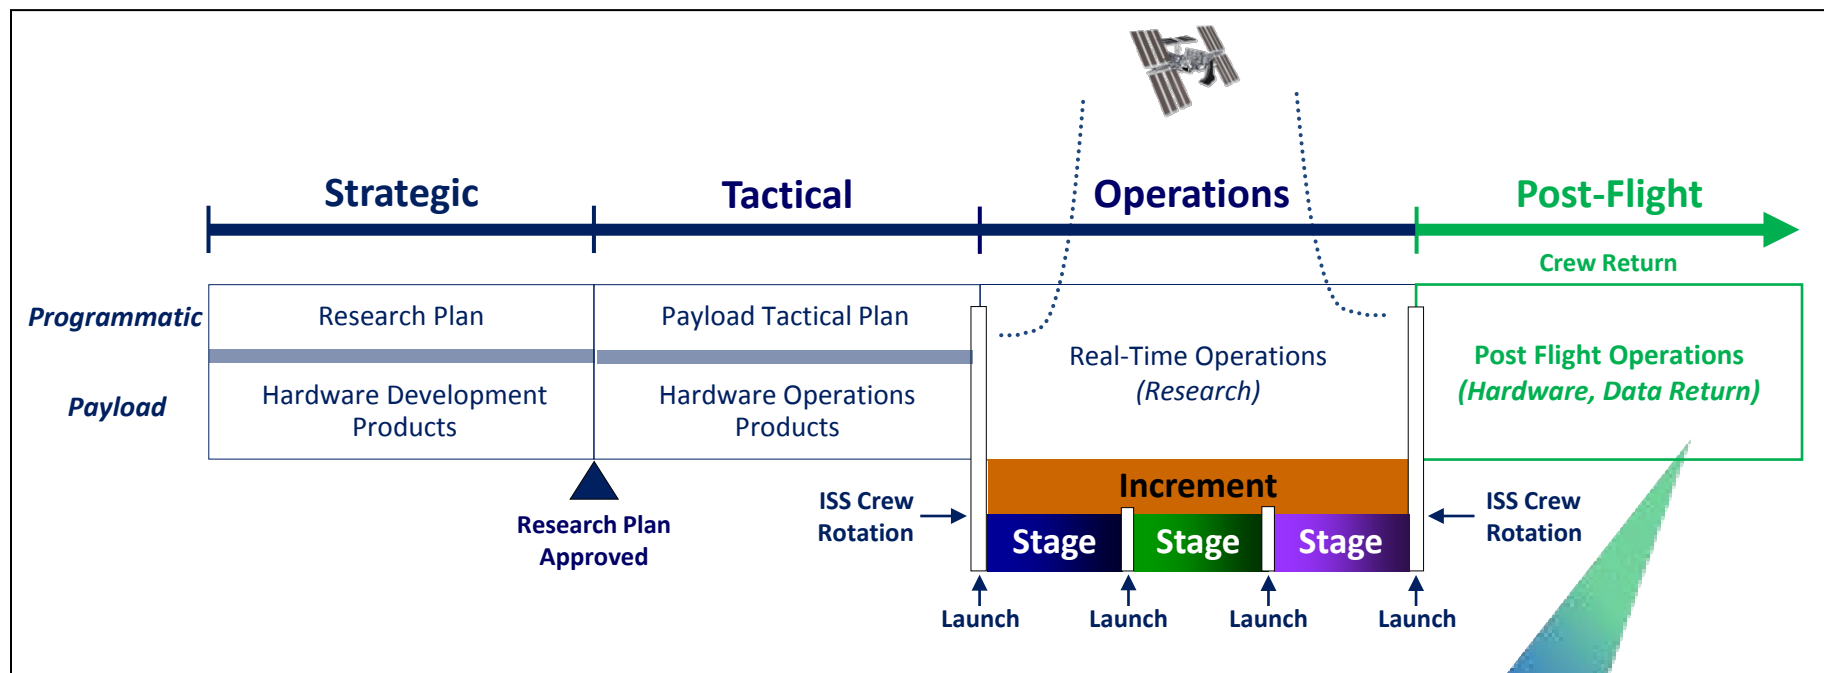 Strategic
Tactical
Operations
Post-Flight
Crew Return
Programmatic
Research Plan
Payload Tactical Plan
Real-Time Operations
(Research)
Post Flight Operations
(Hardware, Data Return)
Payload
Hardware Development
Products
Hardware Operations
Products
Increment
ISS Crew
Rotation
ISS Crew
Rotation
Research Plan
Approved
Stage
Stage
Stage
Launch
Launch
Launch
Launch